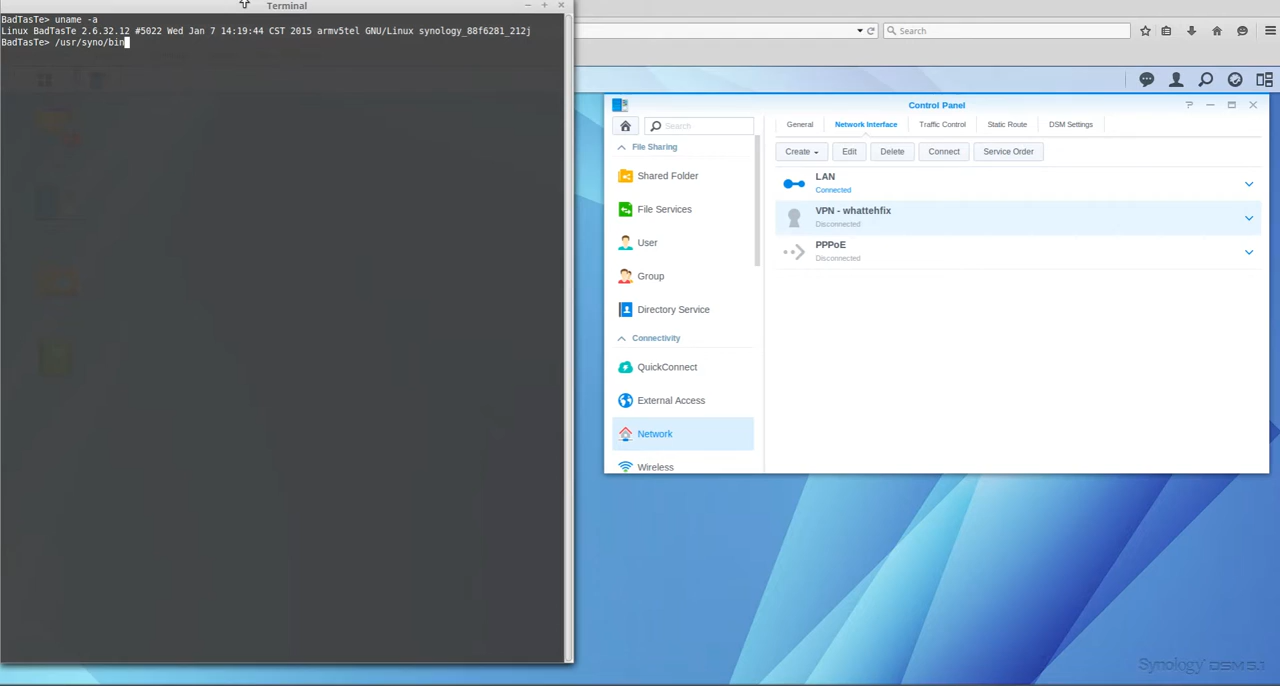 Terminal
BadTasTe> uname -a
Linux BadTasTe 2.6.32.12 #5022 Wed Jan 7 14:19:44 CST 2015 armv5tel GNU/Linux synology_88f6281_212j
BadTasTe> /usr/syno/bin
Search
Control Panel
Search
General
Network Interface
Traffic Control
Static Route
DSM Settings
File Sharing
Create
Edit
Delete
Connect
Service Order
Shared Folder
LAN
Connected
File Services
VPN - whattehfix
Disconnected
User
PPPoE
Disconnected
Group
Directory Service
Connectivity
QuickConnect
External Access
Network
Wireless
Synology DSM 5.1